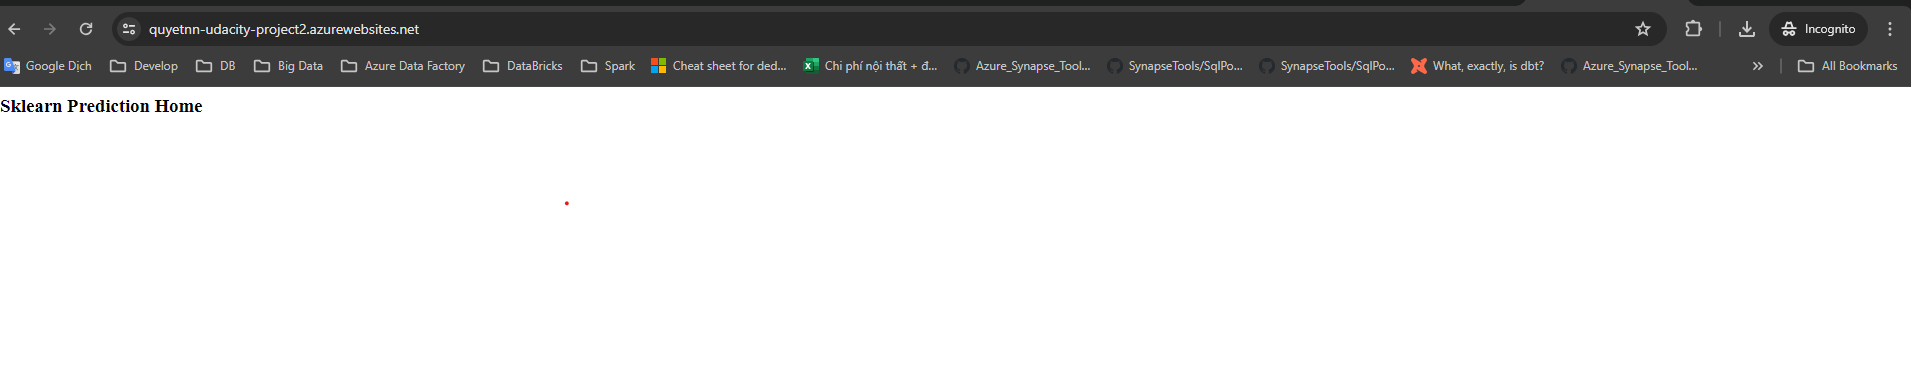 quyetnn-udacity-project2.azurewebsites.net
Incognito
Google Dịch
Develop
DB
Big Data
Azure Data Factory
DataBricks
Spark
Cheat sheet for ded...
Chi phí nội thất + đ...
Azure_Synapse_Tool...
SynapseTools/SqlPo...
SynapseTools/SqlPo...
What, exactly, is dbt?
Azure_Synapse_Tool...
All Bookmarks
Sklearn Prediction Home